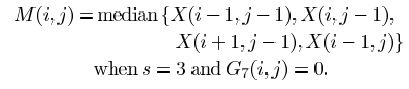 M(i, j) = median {X(i − 1, j − 1), X(i, j − 1),
X(i + 1, j − 1), X(i − 1, j)}
when s = 3 and G₇(i, j) = 0.